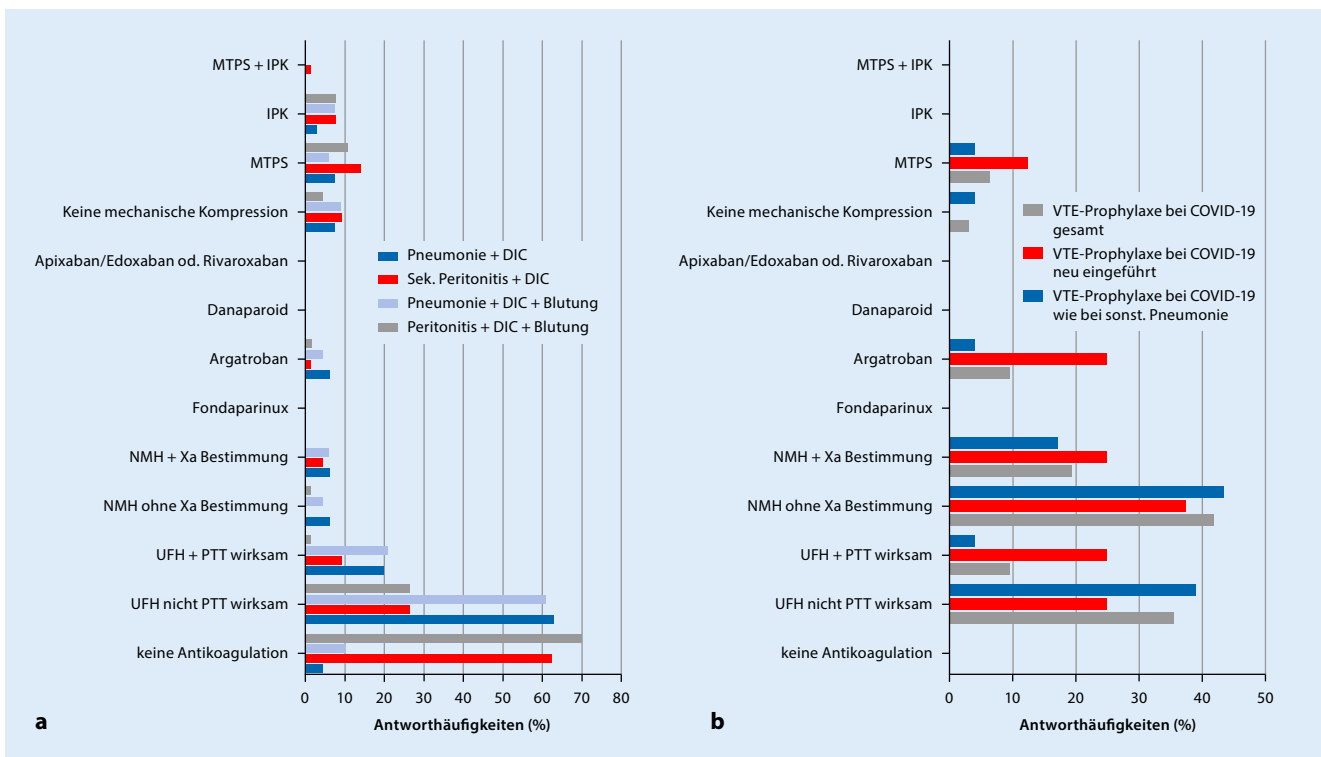 MTPS + IPK
IPK
MTPS
Keine mechanische Kompression
Apixaban/Edoxaban od. Rivaroxaban
Danaparoid
Argatroban
Fondaparinux
NMH + Xa Bestimmung
NMH ohne Xa Bestimmung
UFH + PTT wirksam
UFH nicht PTT wirksam
keine Antikoagulation
Pneumonie + DIC
Sek. Peritonitis + DIC
Pneumonie + DIC + Blutung
Peritonitis + DIC + Blutung
0 10 20 30 40 50 60 70 80
Antworthäufigkeiten (%)
a
MTPS + IPK
IPK
MTPS
Keine mechanische Kompression
Apixaban/Edoxaban od. Rivaroxaban
Danaparoid
Argatroban
Fondaparinux
NMH + Xa Bestimmung
NMH ohne Xa Bestimmung
UFH + PTT wirksam
UFH nicht PTT wirksam
keine Antikoagulation
VTE-Prophylaxe bei COVID-19
gesamt
VTE-Prophylaxe bei COVID-19
neu eingeführt
VTE-Prophylaxe bei COVID-19
wie bei sonst. Pneumonie
0 10 20 30 40 50
Antworthäufigkeiten (%)
b